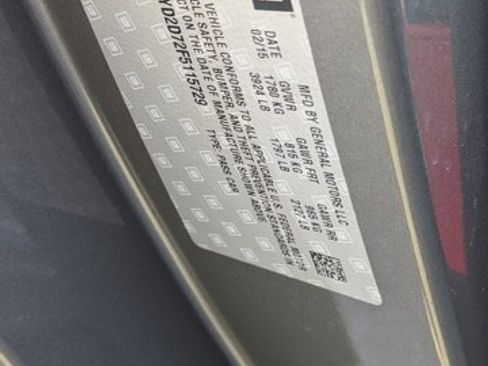 MFD BY GENERAL MOTORS LLC
DATE GVWR GAWR FRT GAWR RR
02/15 1780 KG 815 KG 965 KG
3924 LB 1797 LB 2127 LB
VEHICLE CONFORMS TO ALL APPLICABLE U.S. FEDERAL MOTOR
VEHICLE SAFETY, BUMPER, AND THEFT PREVENTION STANDARDS IN
ECT ON THE DATE OF MANUFACTURE SHOWN ABOVE.
YD2D72F5115729 TYPE: PASS CAR